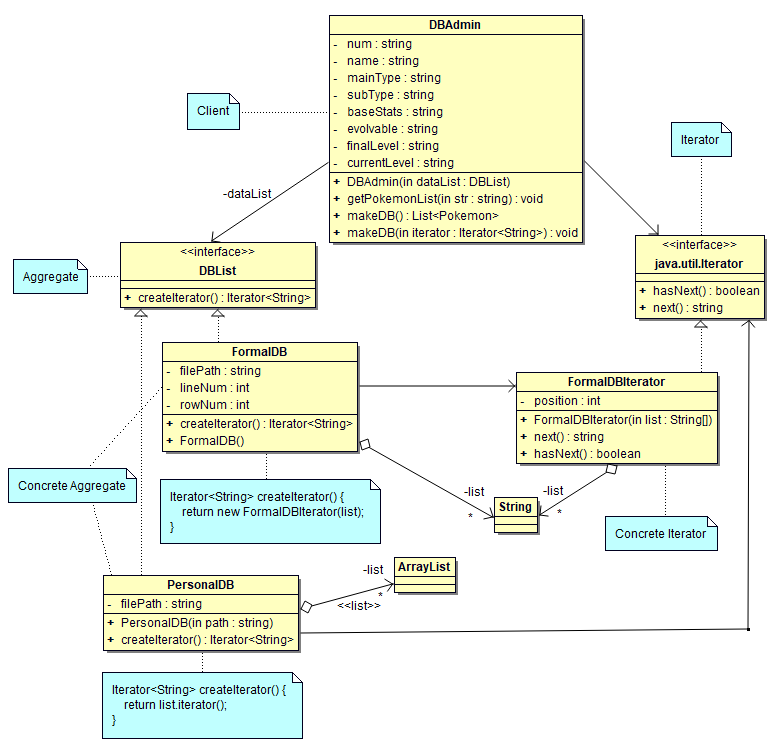 DBAdmin
- num : string
- name : string
- mainType : string
- subType : string
- baseStats : string
- evolvable : string
- finalLevel : string
- currentLevel : string
+ DBAdmin(in dataList : DBList)
+ getPokemonList(in str : string) : void
+ makeDB() : List<Pokemon>
+ makeDB(in iterator : Iterator<String>) : void
Client
Iterator
-dataList
<<interface>>
DBList
+ createIterator() : Iterator<String>
Aggregate
<<interface>>
java.util.Iterator
+ hasNext() : boolean
+ next() : string
FormalDB
- filePath : string
- lineNum : int
- rowNum : int
+ createIterator() : Iterator<String>
+ FormalDB()
FormalDBIterator
- position : int
+ FormalDBIterator(in list : String[])
+ next() : string
+ hasNext() : boolean
Concrete Aggregate
Iterator<String> createIterator() {
return new FormalDBIterator(list);
}
-list
*
-list
*
String
Concrete Iterator
ArrayList
-list
*
<<list>>
PersonalDB
- filePath : string
+ PersonalDB(in path : string)
+ createIterator() : Iterator<String>
Iterator<String> createIterator() {
return list.iterator();
}